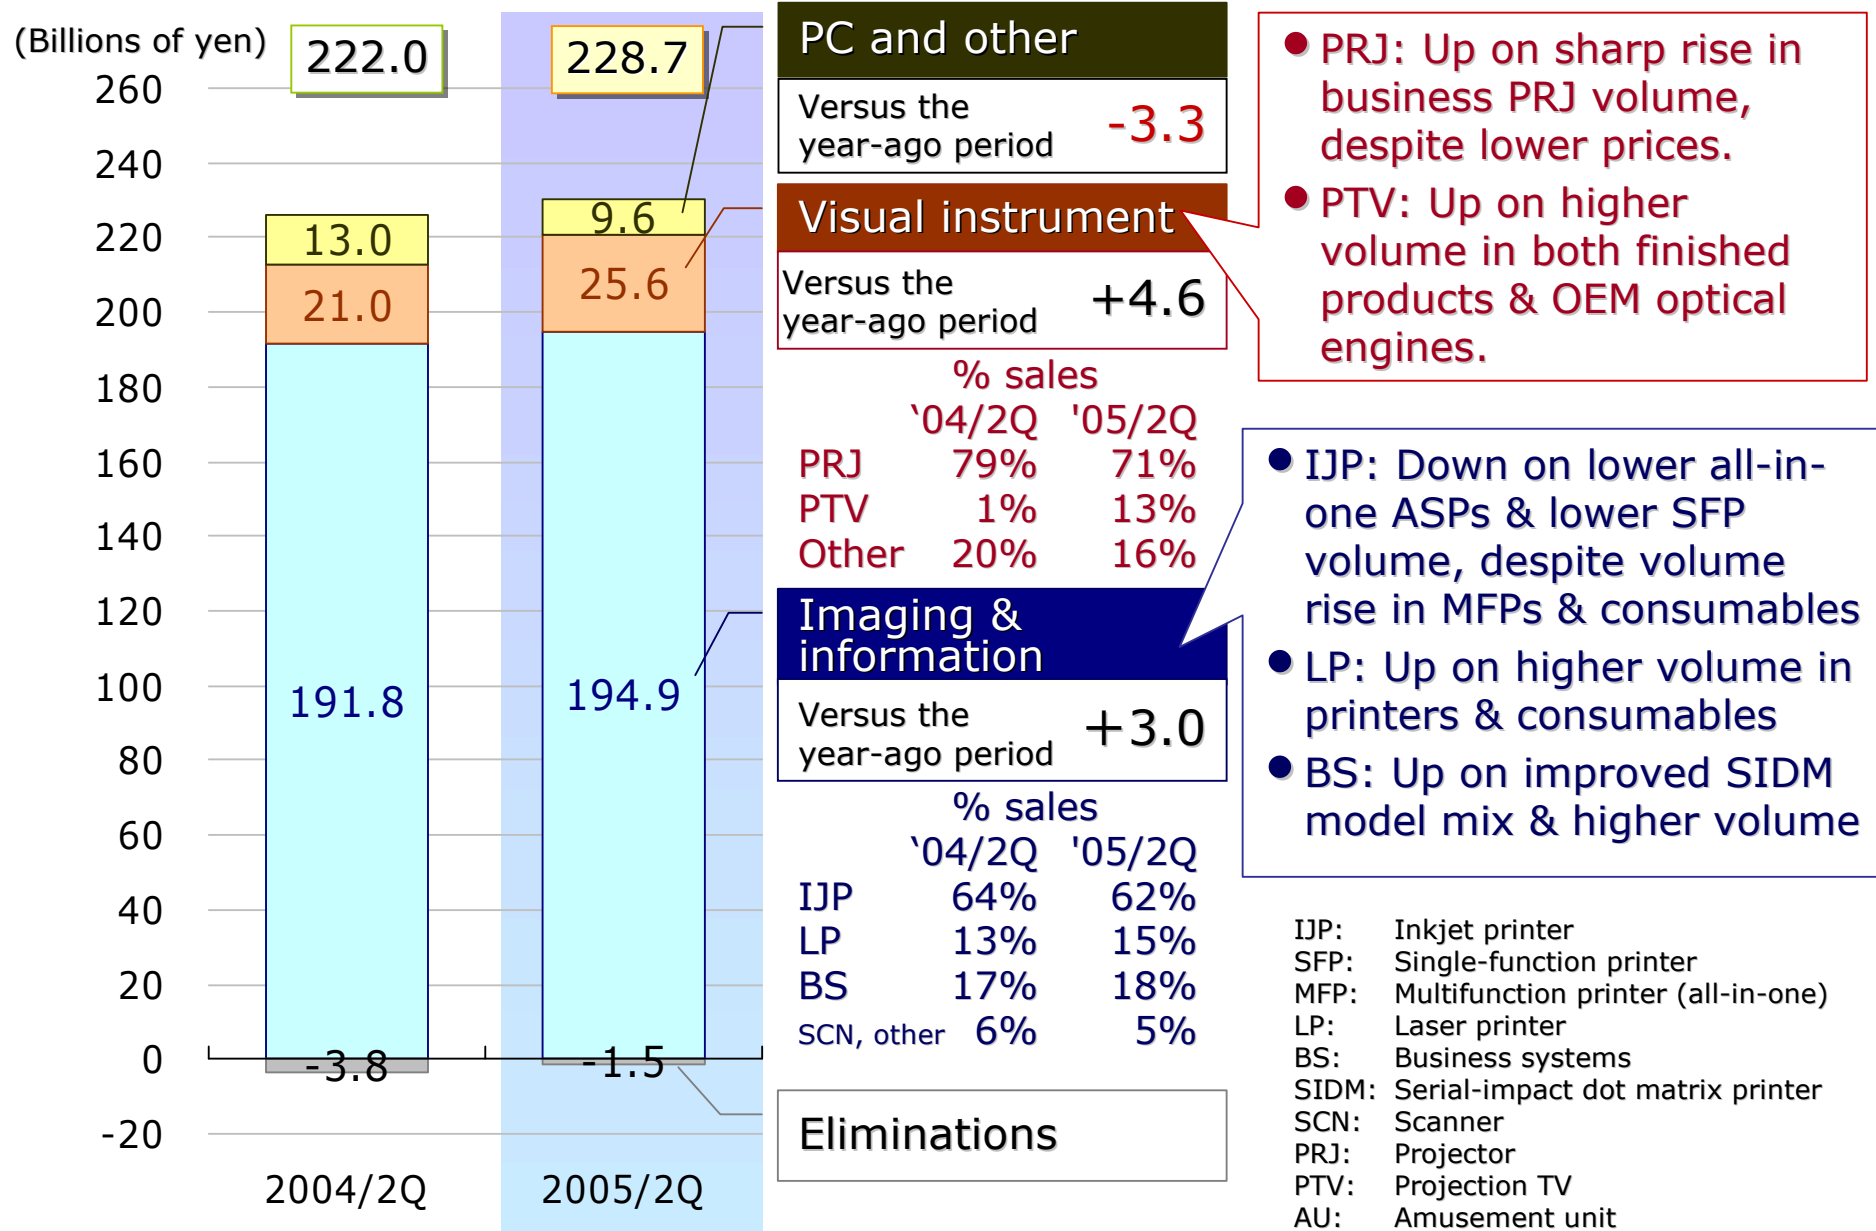 (Billions of yen)
222.0
228.7
260
240
220
200
180
160
140
120
100
80
60
40
20
0
-20
13.0
21.0
191.8
-3.8
9.6
25.6
194.9
-1.5
2004/2Q
2005/2Q
PC and other
Versus the
year-ago period
-3.3
Visual instrument
Versus the
year-ago period
+4.6
% sales
‘04/2Q '05/2Q
PRJ 79% 71%
PTV 1% 13%
Other 20% 16%
Imaging &
information
Versus the
year-ago period
+3.0
% sales
‘04/2Q '05/2Q
IJP 64% 62%
LP 13% 15%
BS 17% 18%
SCN, other 6% 5%
Eliminations
● PRJ: Up on sharp rise in
business PRJ volume,
despite lower prices.
● PTV: Up on higher
volume in both finished
products & OEM optical
engines.
● IJP: Down on lower all-in-
one ASPs & lower SFP
volume, despite volume
rise in MFPs & consumables
● LP: Up on higher volume in
printers & consumables
● BS: Up on improved SIDM
model mix & higher volume
IJP: Inkjet printer
SFP: Single-function printer
MFP: Multifunction printer (all-in-one)
LP: Laser printer
BS: Business systems
SIDM: Serial-impact dot matrix printer
SCN: Scanner
PRJ: Projector
PTV: Projection TV
AU: Amusement unit